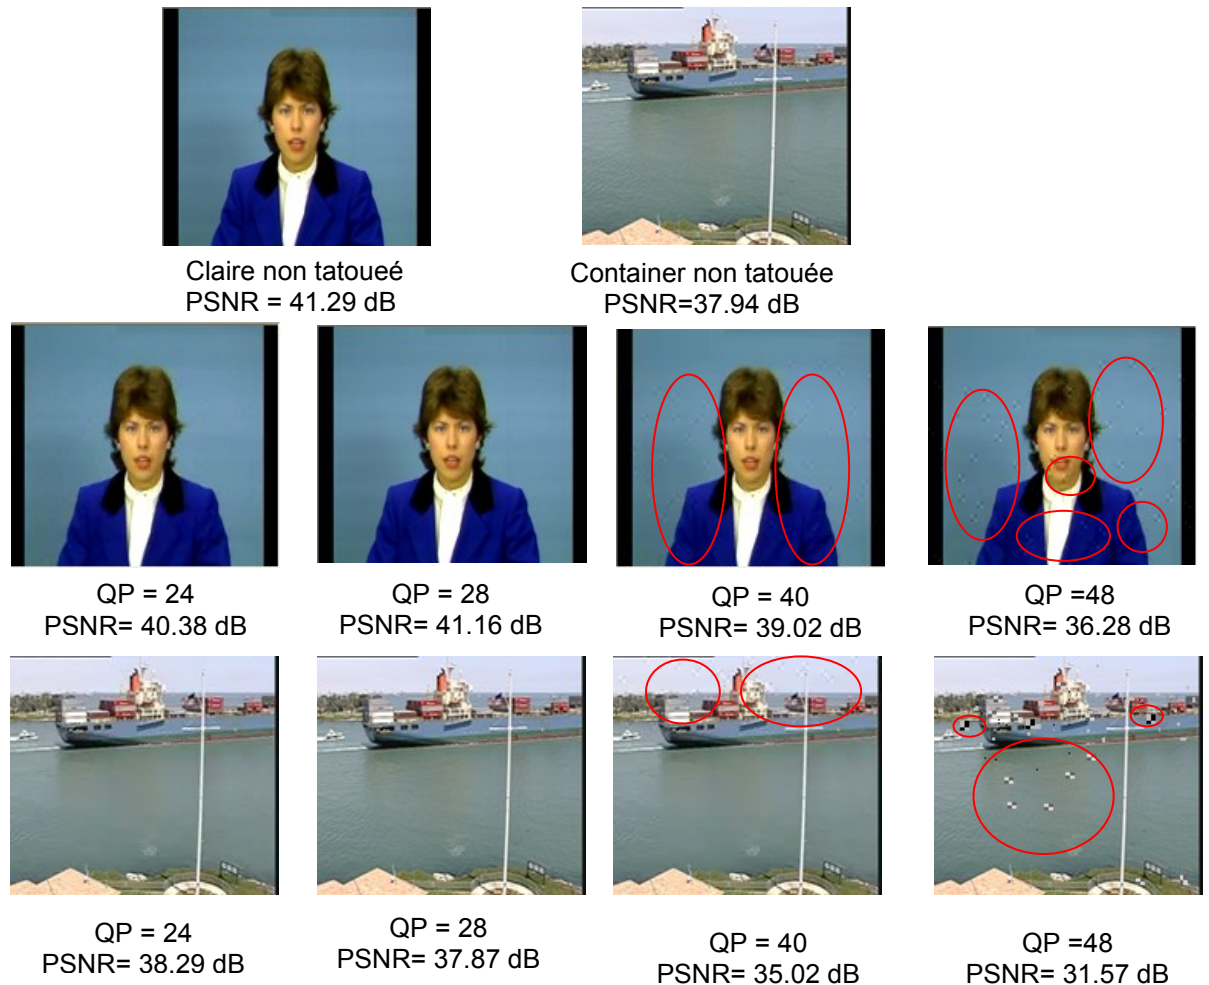 Claire non tatoueé
PSNR = 41.29 dB
Container non tatouée
PSNR=37.94 dB
QP = 24
PSNR= 40.38 dB
QP = 28
PSNR= 41.16 dB
QP = 40
PSNR= 39.02 dB
QP =48
PSNR= 36.28 dB
QP = 24
PSNR= 38.29 dB
QP = 28
PSNR= 37.87 dB
QP = 40
PSNR= 35.02 dB
QP =48
PSNR= 31.57 dB